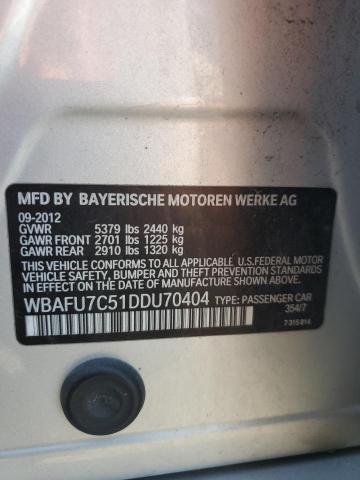 MFD BY BAYERISCHE MOTOREN WERKE AG
09-2012
GVWR 5379 lbs 2440 kg
GAWR FRONT 2701 lbs 1225 kg
GAWR REAR 2910 lbs 1320 kg
THIS VEHICLE CONFORMS TO ALL APPLICABLE
U.S.FEDERAL MOTOR
VEHICLE SAFETY, BUMPER, AND THEFT PREVENTION
STANDARDS IN EFFECT ON THE DATE OF
MANUFACTURE SHOWN ABOVE.
WBAFU7C51DDU70404 TYPE: PASSENGER CAR
354/7
7315814